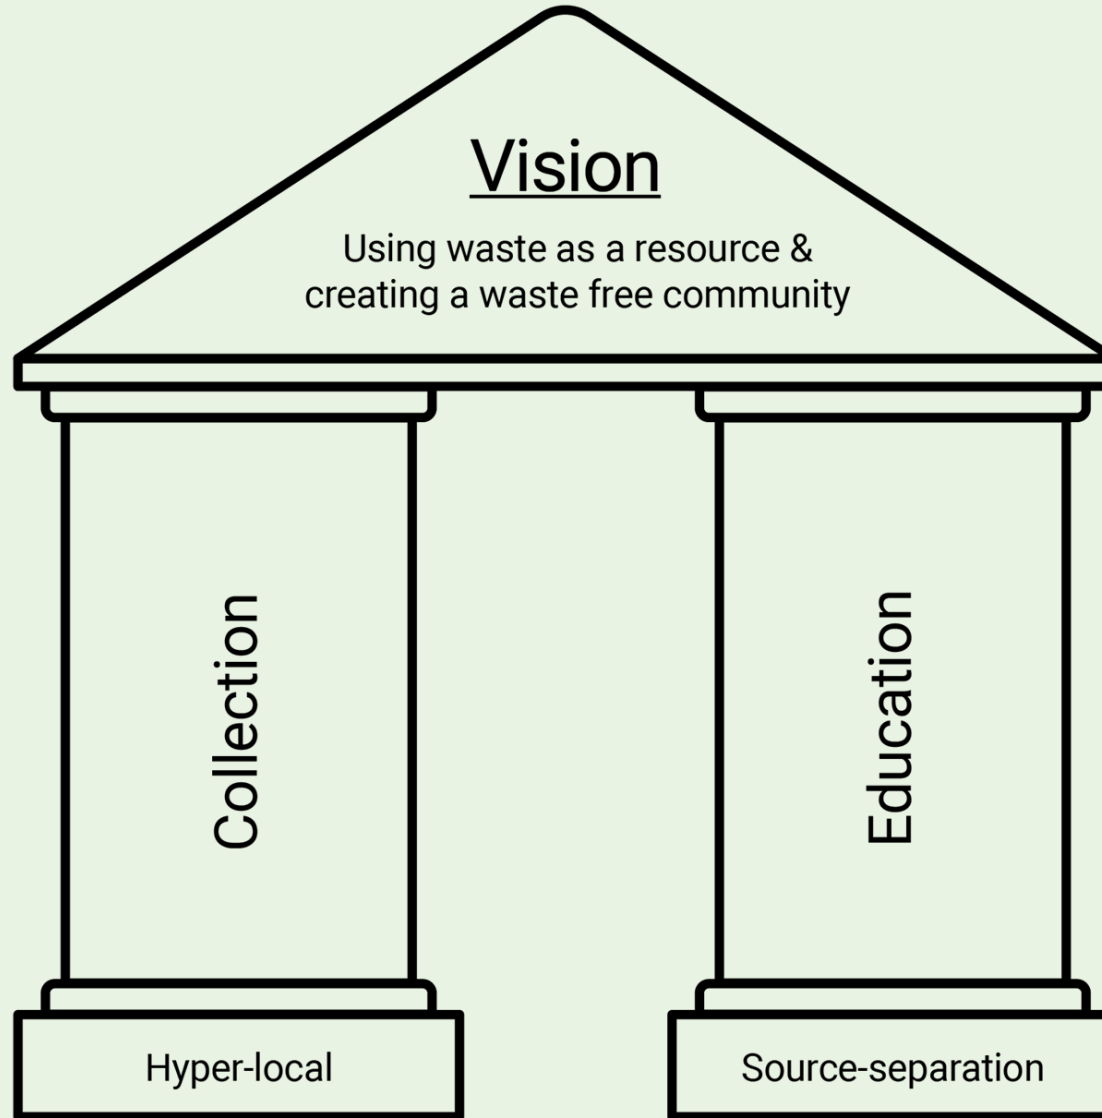 Vision
Using waste as a resource &
creating a waste free community
Collection
Education
Hyper-local
Source-separation